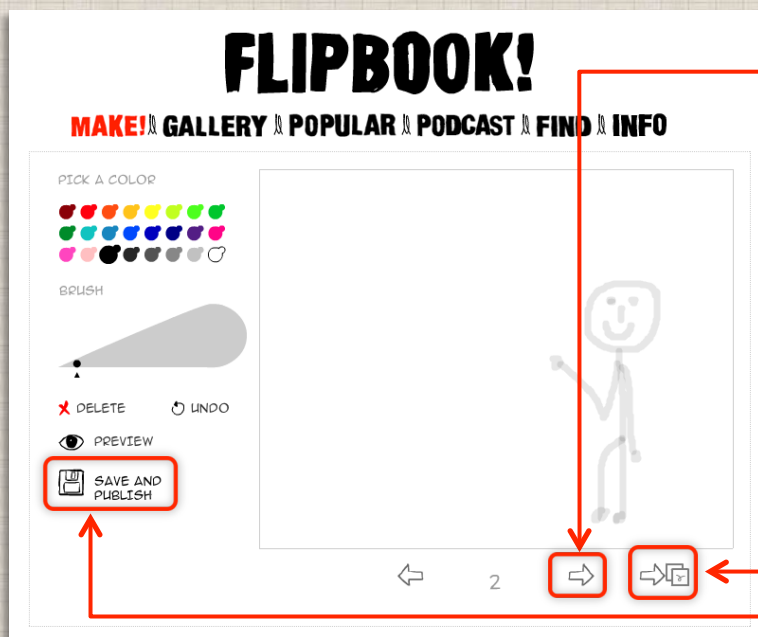 FLIPBOOK!
MAKE! GALLERY POPULAR PODCAST FIND INFO
PICK A COLOR
BRUSH
DELETE UNDO
PREVIEW
SAVE AND
PUBLISH
2